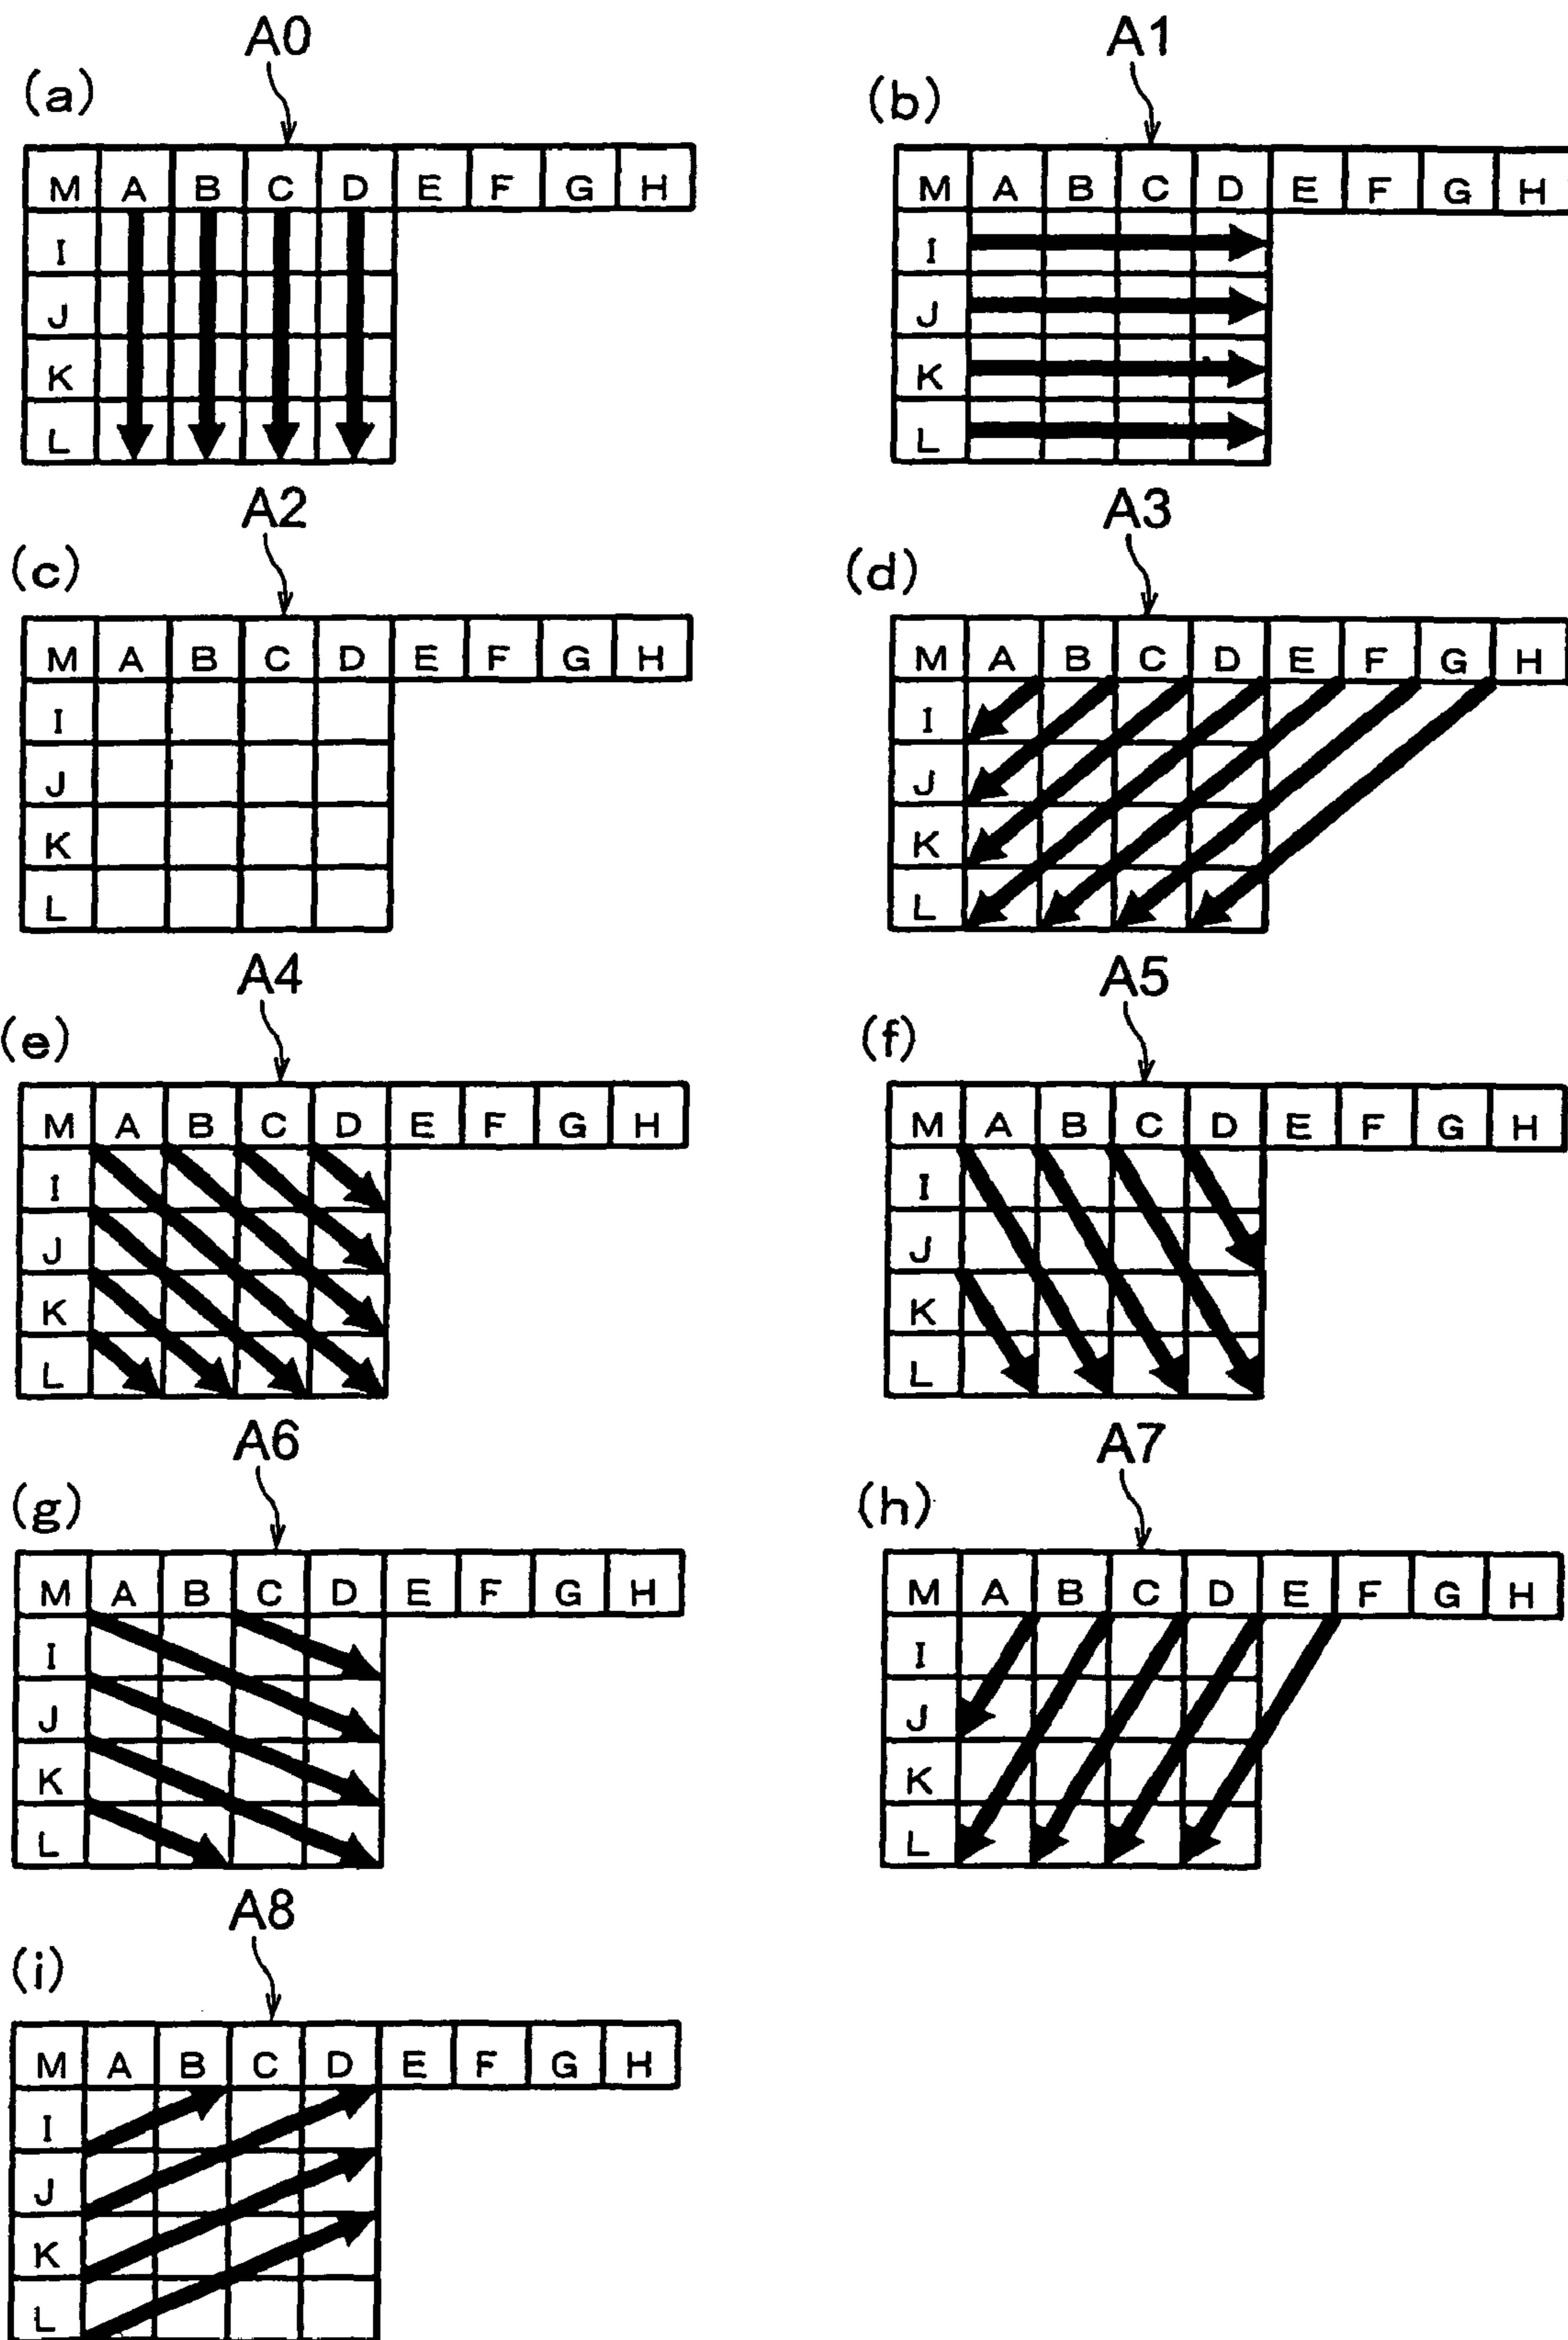 A0 A1
(a) (b)
M A B C D E F G H M A B C D E F G H
I I
J J
K K
L L
A2 A3
(c) (d)
M A B C D E F G H M A B C D E F G H
I I
J J
K K
L L
A4 A5
(e) (f)
M A B C D E F G H M A B C D E F G H
I I
J J
K K
L L
A6 A7
(g) (h)
M A B C D E F G H M A B C D E F G H
I I
J J
K K
L L
A8
(i)
M A B C D E F G H
I
J
K
L